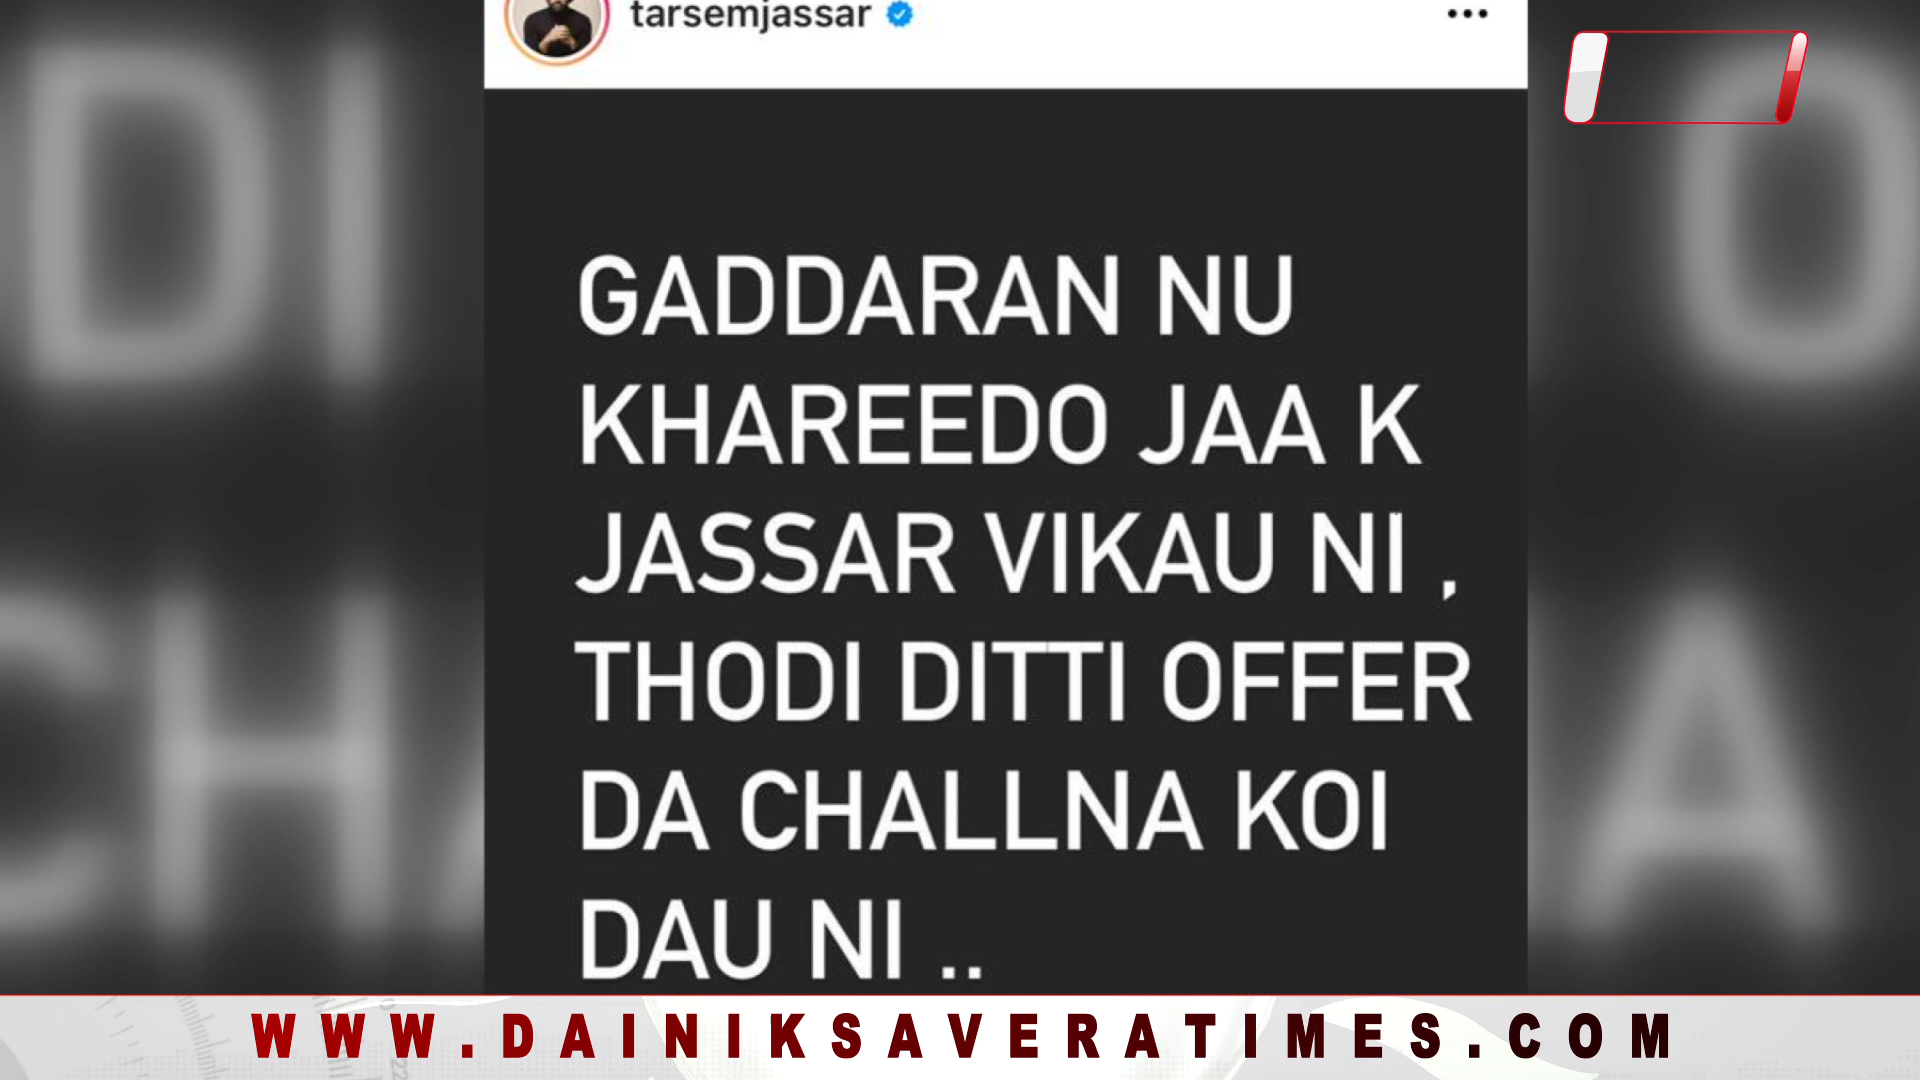 tarsemjassar
GADDARAN NU
KHAREEDO JAA K
JASSAR VIKAU NI ,
THODI DITTI OFFER
DA CHALLNA KOI
DAU NI ..
WWW.DAINIKSAVERATIMES.COM